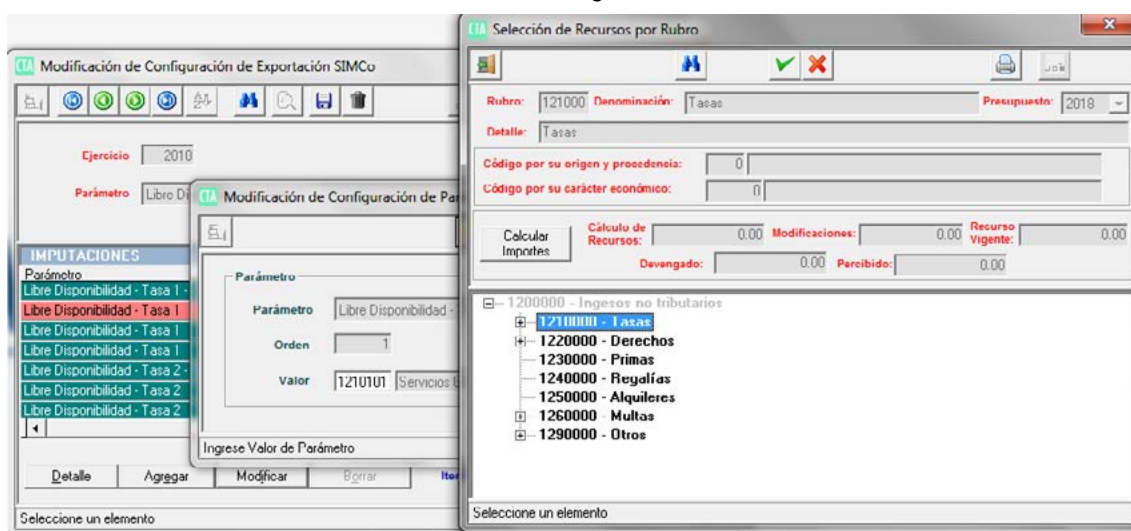 Modificación de Configuración de Exportación SIMCo
Ejercicio 2010
Parámetro Libre Di
IMPUTACIONES
Parámetro
Libre Disponibilidad - Tasa 1 -
Libre Disponibilidad - Tasa 1
Libre Disponibilidad - Tasa 1
Libre Disponibilidad - Tasa 1
Libre Disponibilidad - Tasa 2 -
Libre Disponibilidad - Tasa 2
Libre Disponibilidad - Tasa 2
Detalle Agregar Modificar Borrar
Seleccione un elemento
CTA Modificación de Configuración de Par
Parámetro
Parámetro Libre Disponibilidad -
Orden 1
Valor 1210101 Servicios
Ingrese Valor de Parámetro
CTA Selección de Recursos por Rubro
Rubro: 121000 Denominación: Tasas Presupuesto: 2018
Detalle: Tasas
Código por su origen y procedencia: 0
Código por su carácter económico: 0
Calcular Importes
Cálculo de Recursos: 0.00 Modificaciones: 0.00 Recurso Vigente: 0.00
Devengado: 0.00 Percibido: 0.00
1200000 - Ingesos no tributarios
1210000 - Tasas
1220000 - Derechos
1230000 - Primas
1240000 - Regalías
1250000 - Alquileres
1260000 - Multas
1290000 - Otros
Seleccione un elemento